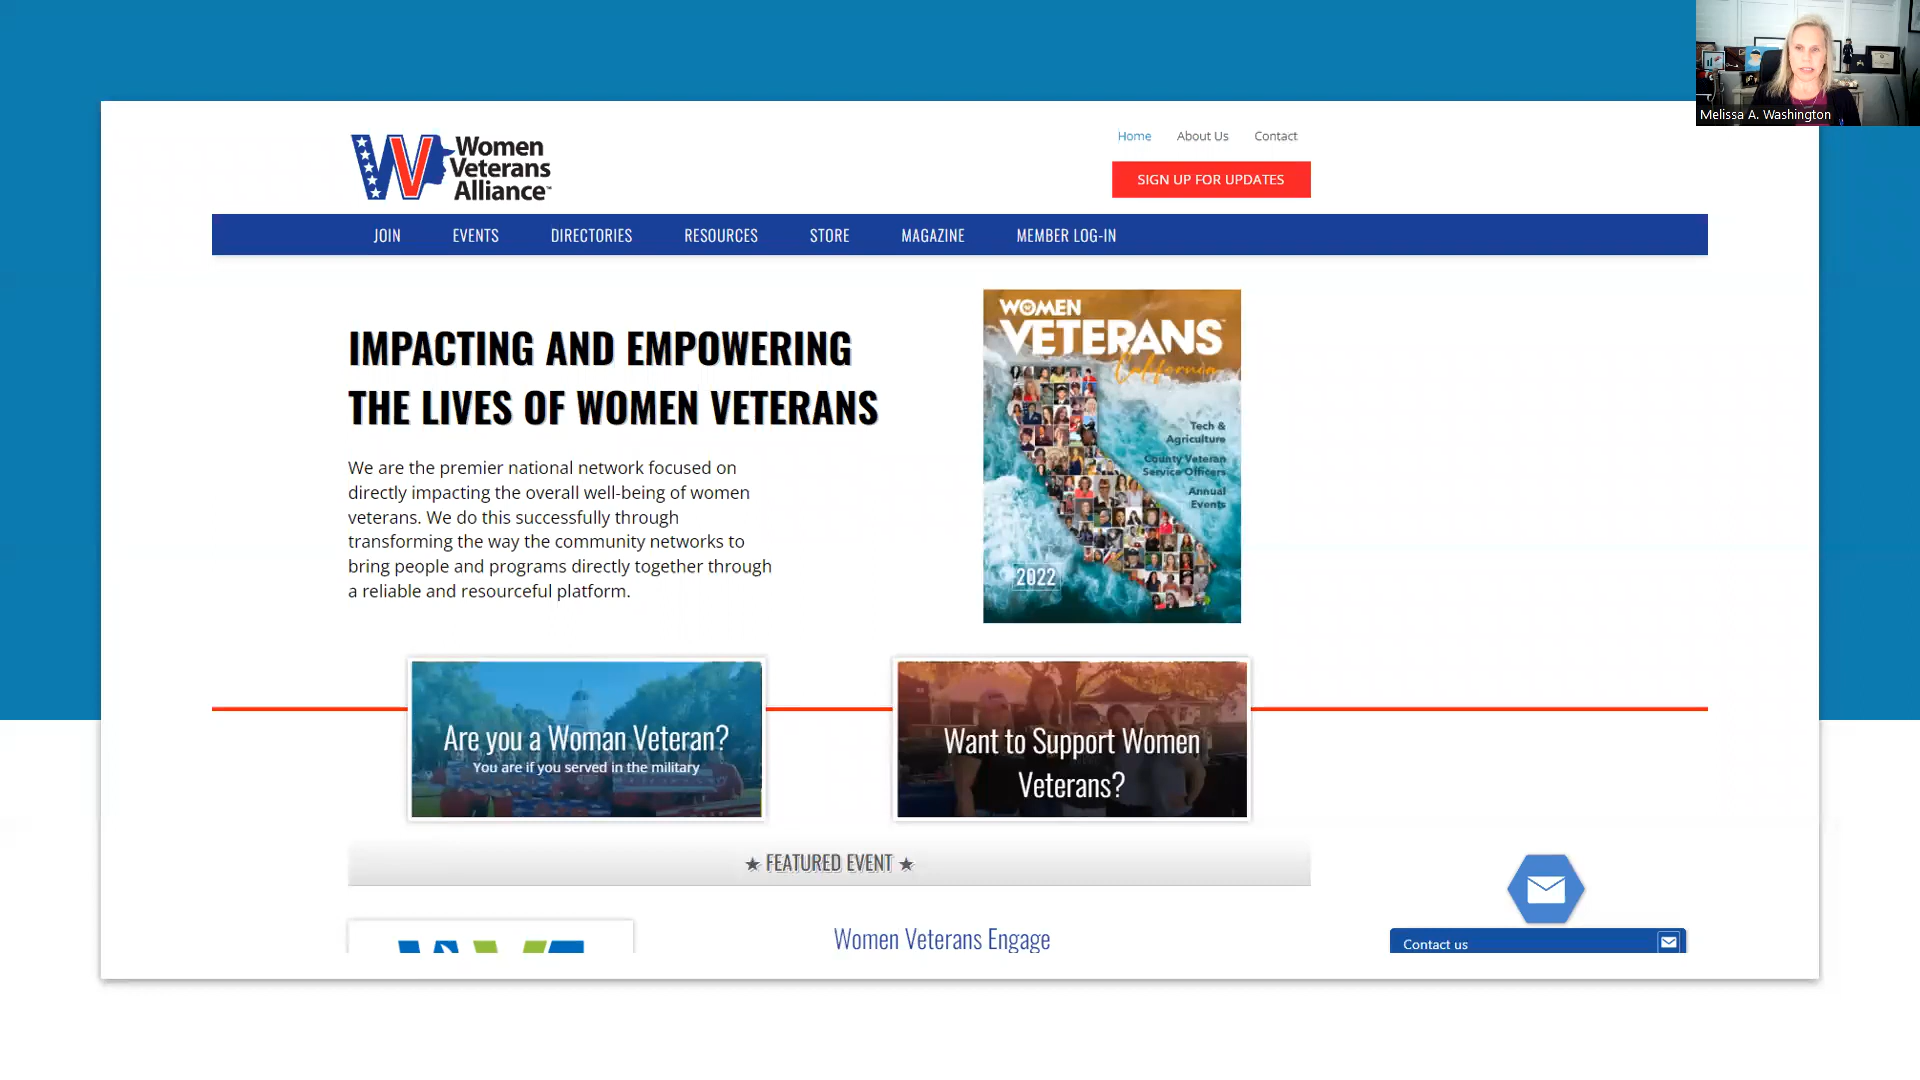 Melissa A. Washington
Women
Veterans
Alliance™
Home About Us Contact
SIGN UP FOR UPDATES
JOIN EVENTS DIRECTORIES RESOURCES STORE MAGAZINE MEMBER LOG-IN
IMPACTING AND EMPOWERING
THE LIVES OF WOMEN VETERANS
We are the premier national network focused on
directly impacting the overall well-being of women
veterans. We do this successfully through
transforming the way the community networks to
bring people and programs directly together through
a reliable and resourceful platform.
WOMEN
VETERANS
California
Tech &
Agriculture
County Veteran
Service Officers
Annual
Events
2022
Are you a Woman Veteran?
You are if you served in the military
Want to Support Women
Veterans?
★ FEATURED EVENT ★
Women Veterans Engage
Contact us